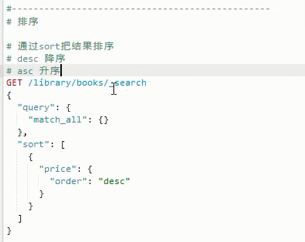 #------------------------------------------------
# 排序
# 通过sort把结果排序
# desc 降序
# asc 升序
GET /library/books/_search
{
  "query": {
    "match_all": {}
  },
  "sort": [
    {
      "price": {
        "order": "desc"
      }
    }
  ]
}